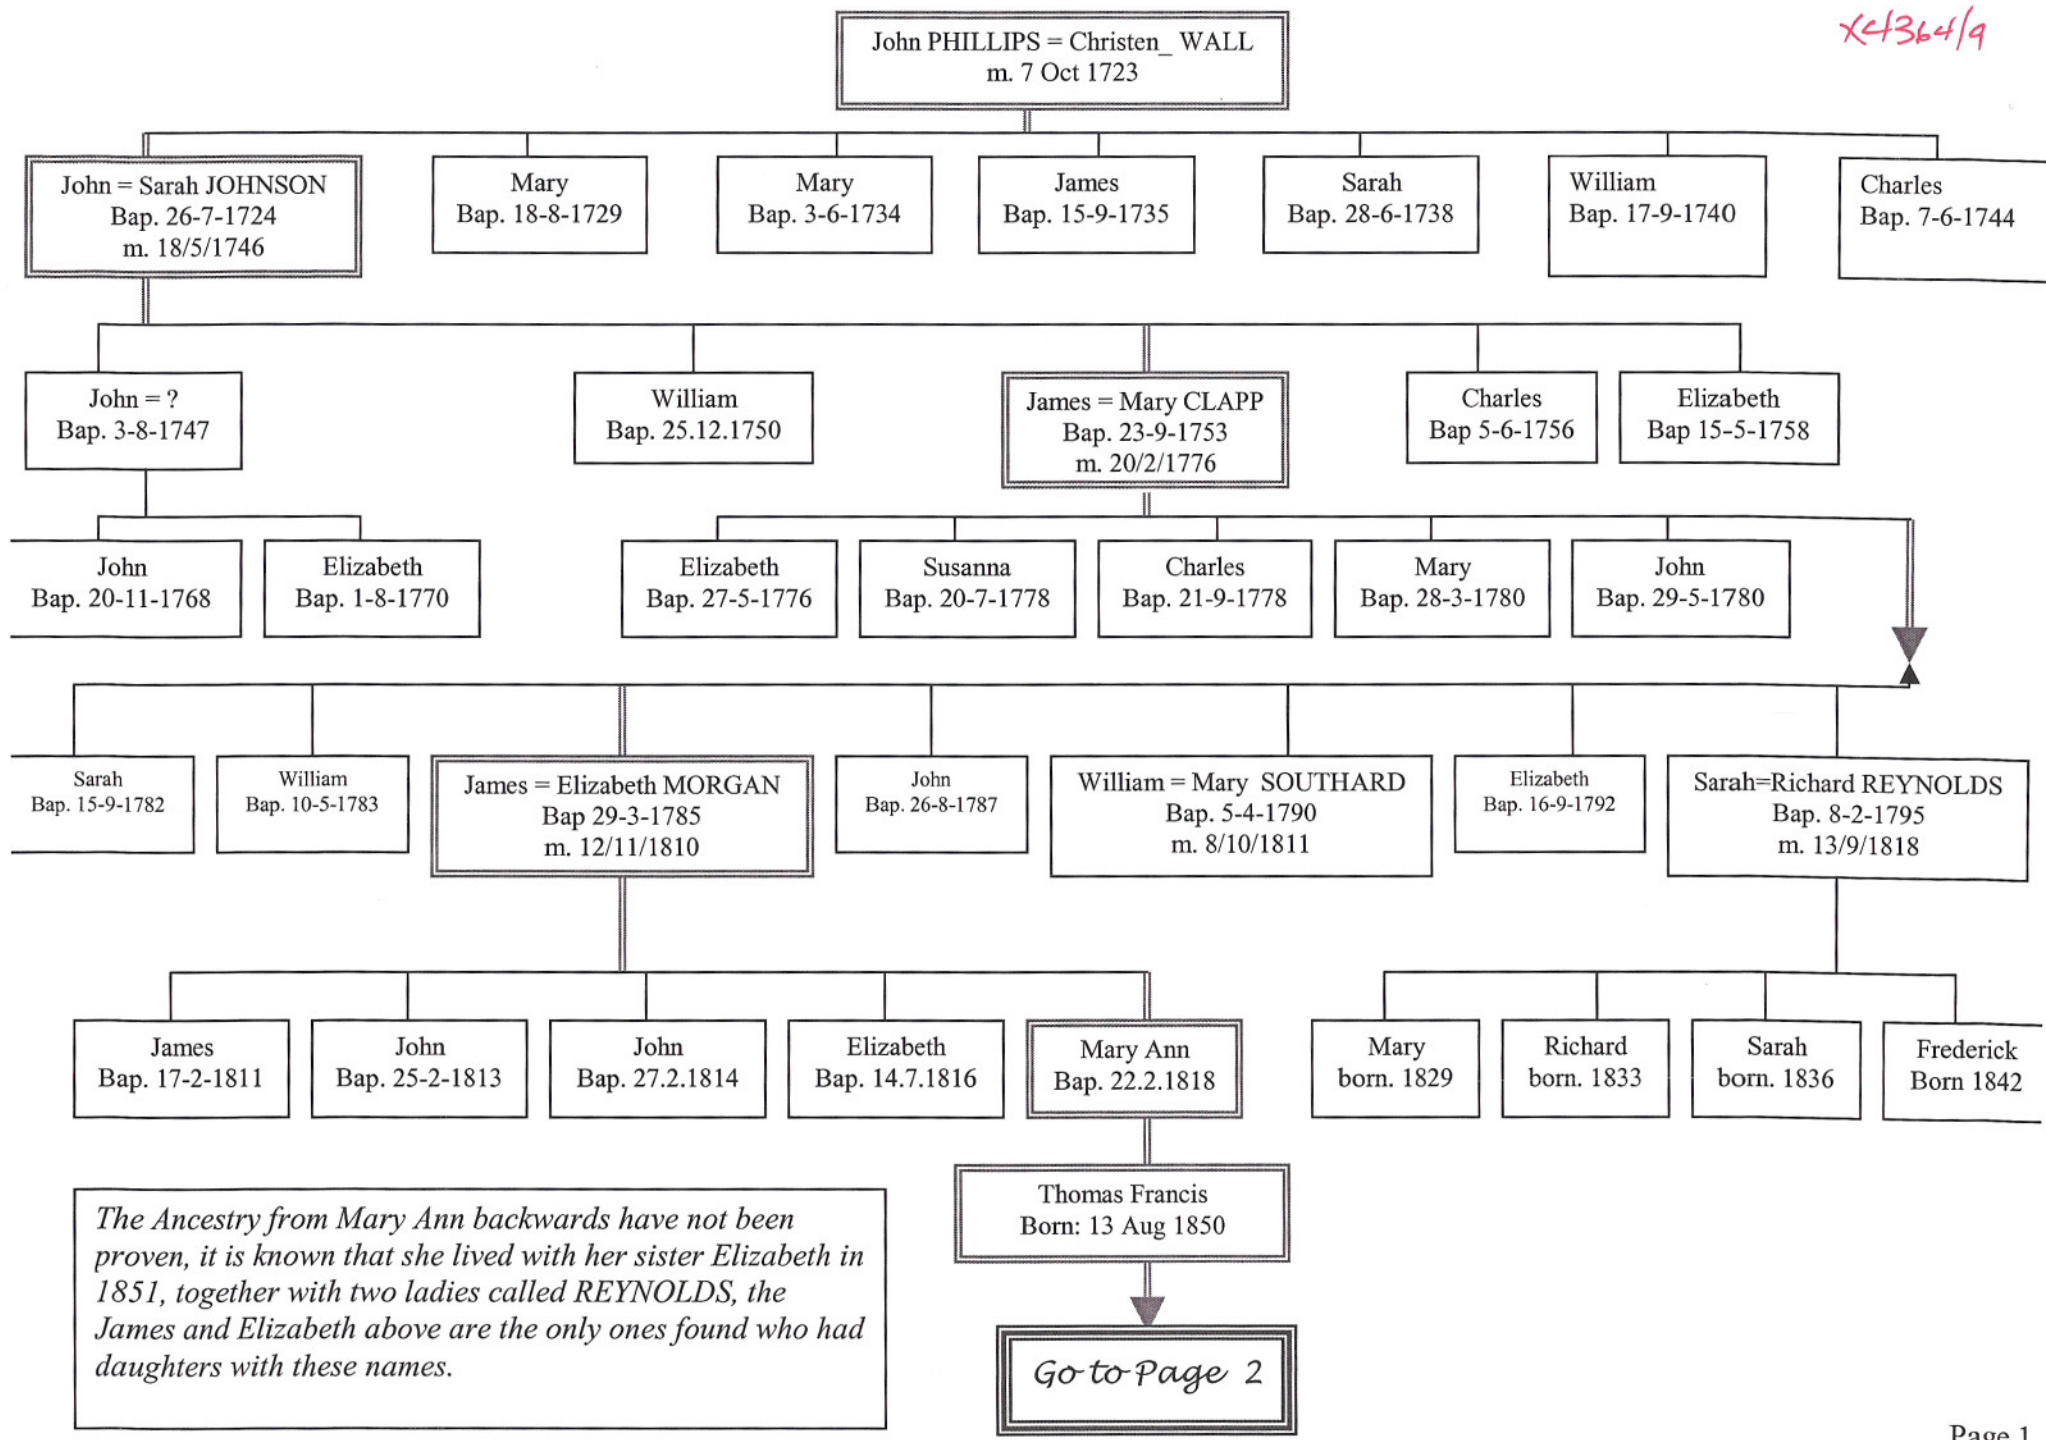 X4364/9
John PHILLIPS = Christen_ WALL
m. 7 Oct 1723
John = Sarah JOHNSON
Bap. 26-7-1724
m. 18/5/1746
Mary
Bap. 18-8-1729
Mary
Bap. 3-6-1734
James
Bap. 15-9-1735
Sarah
Bap. 28-6-1738
William
Bap. 17-9-1740
Charles
Bap. 7-6-1744
John = ?
Bap. 3-8-1747
William
Bap. 25.12.1750
James = Mary CLAPP
Bap. 23-9-1753
m. 20/2/1776
Charles
Bap 5-6-1756
Elizabeth
Bap 15-5-1758
John
Bap. 20-11-1768
Elizabeth
Bap. 1-8-1770
Elizabeth
Bap. 27-5-1776
Susanna
Bap. 20-7-1778
Charles
Bap. 21-9-1778
Mary
Bap. 28-3-1780
John
Bap. 29-5-1780
Sarah
Bap. 15-9-1782
William
Bap. 10-5-1783
James = Elizabeth MORGAN
Bap 29-3-1785
m. 12/11/1810
John
Bap. 26-8-1787
William = Mary SOUTHARD
Bap. 5-4-1790
m. 8/10/1811
Elizabeth
Bap. 16-9-1792
Sarah=Richard REYNOLDS
Bap. 8-2-1795
m. 13/9/1818
James
Bap. 17-2-1811
John
Bap. 25-2-1813
John
Bap. 27.2.1814
Elizabeth
Bap. 14.7.1816
Mary Ann
Bap. 22.2.1818
Mary
born. 1829
Richard
born. 1833
Sarah
born. 1836
Frederick
Born 1842
Thomas Francis
Born: 13 Aug 1850
The Ancestry from Mary Ann backwards have not been
proven, it is known that she lived with her sister Elizabeth in
1851, together with two ladies called REYNOLDS, the
James and Elizabeth above are the only ones found who had
daughters with these names.
Go to Page 2
Page 1